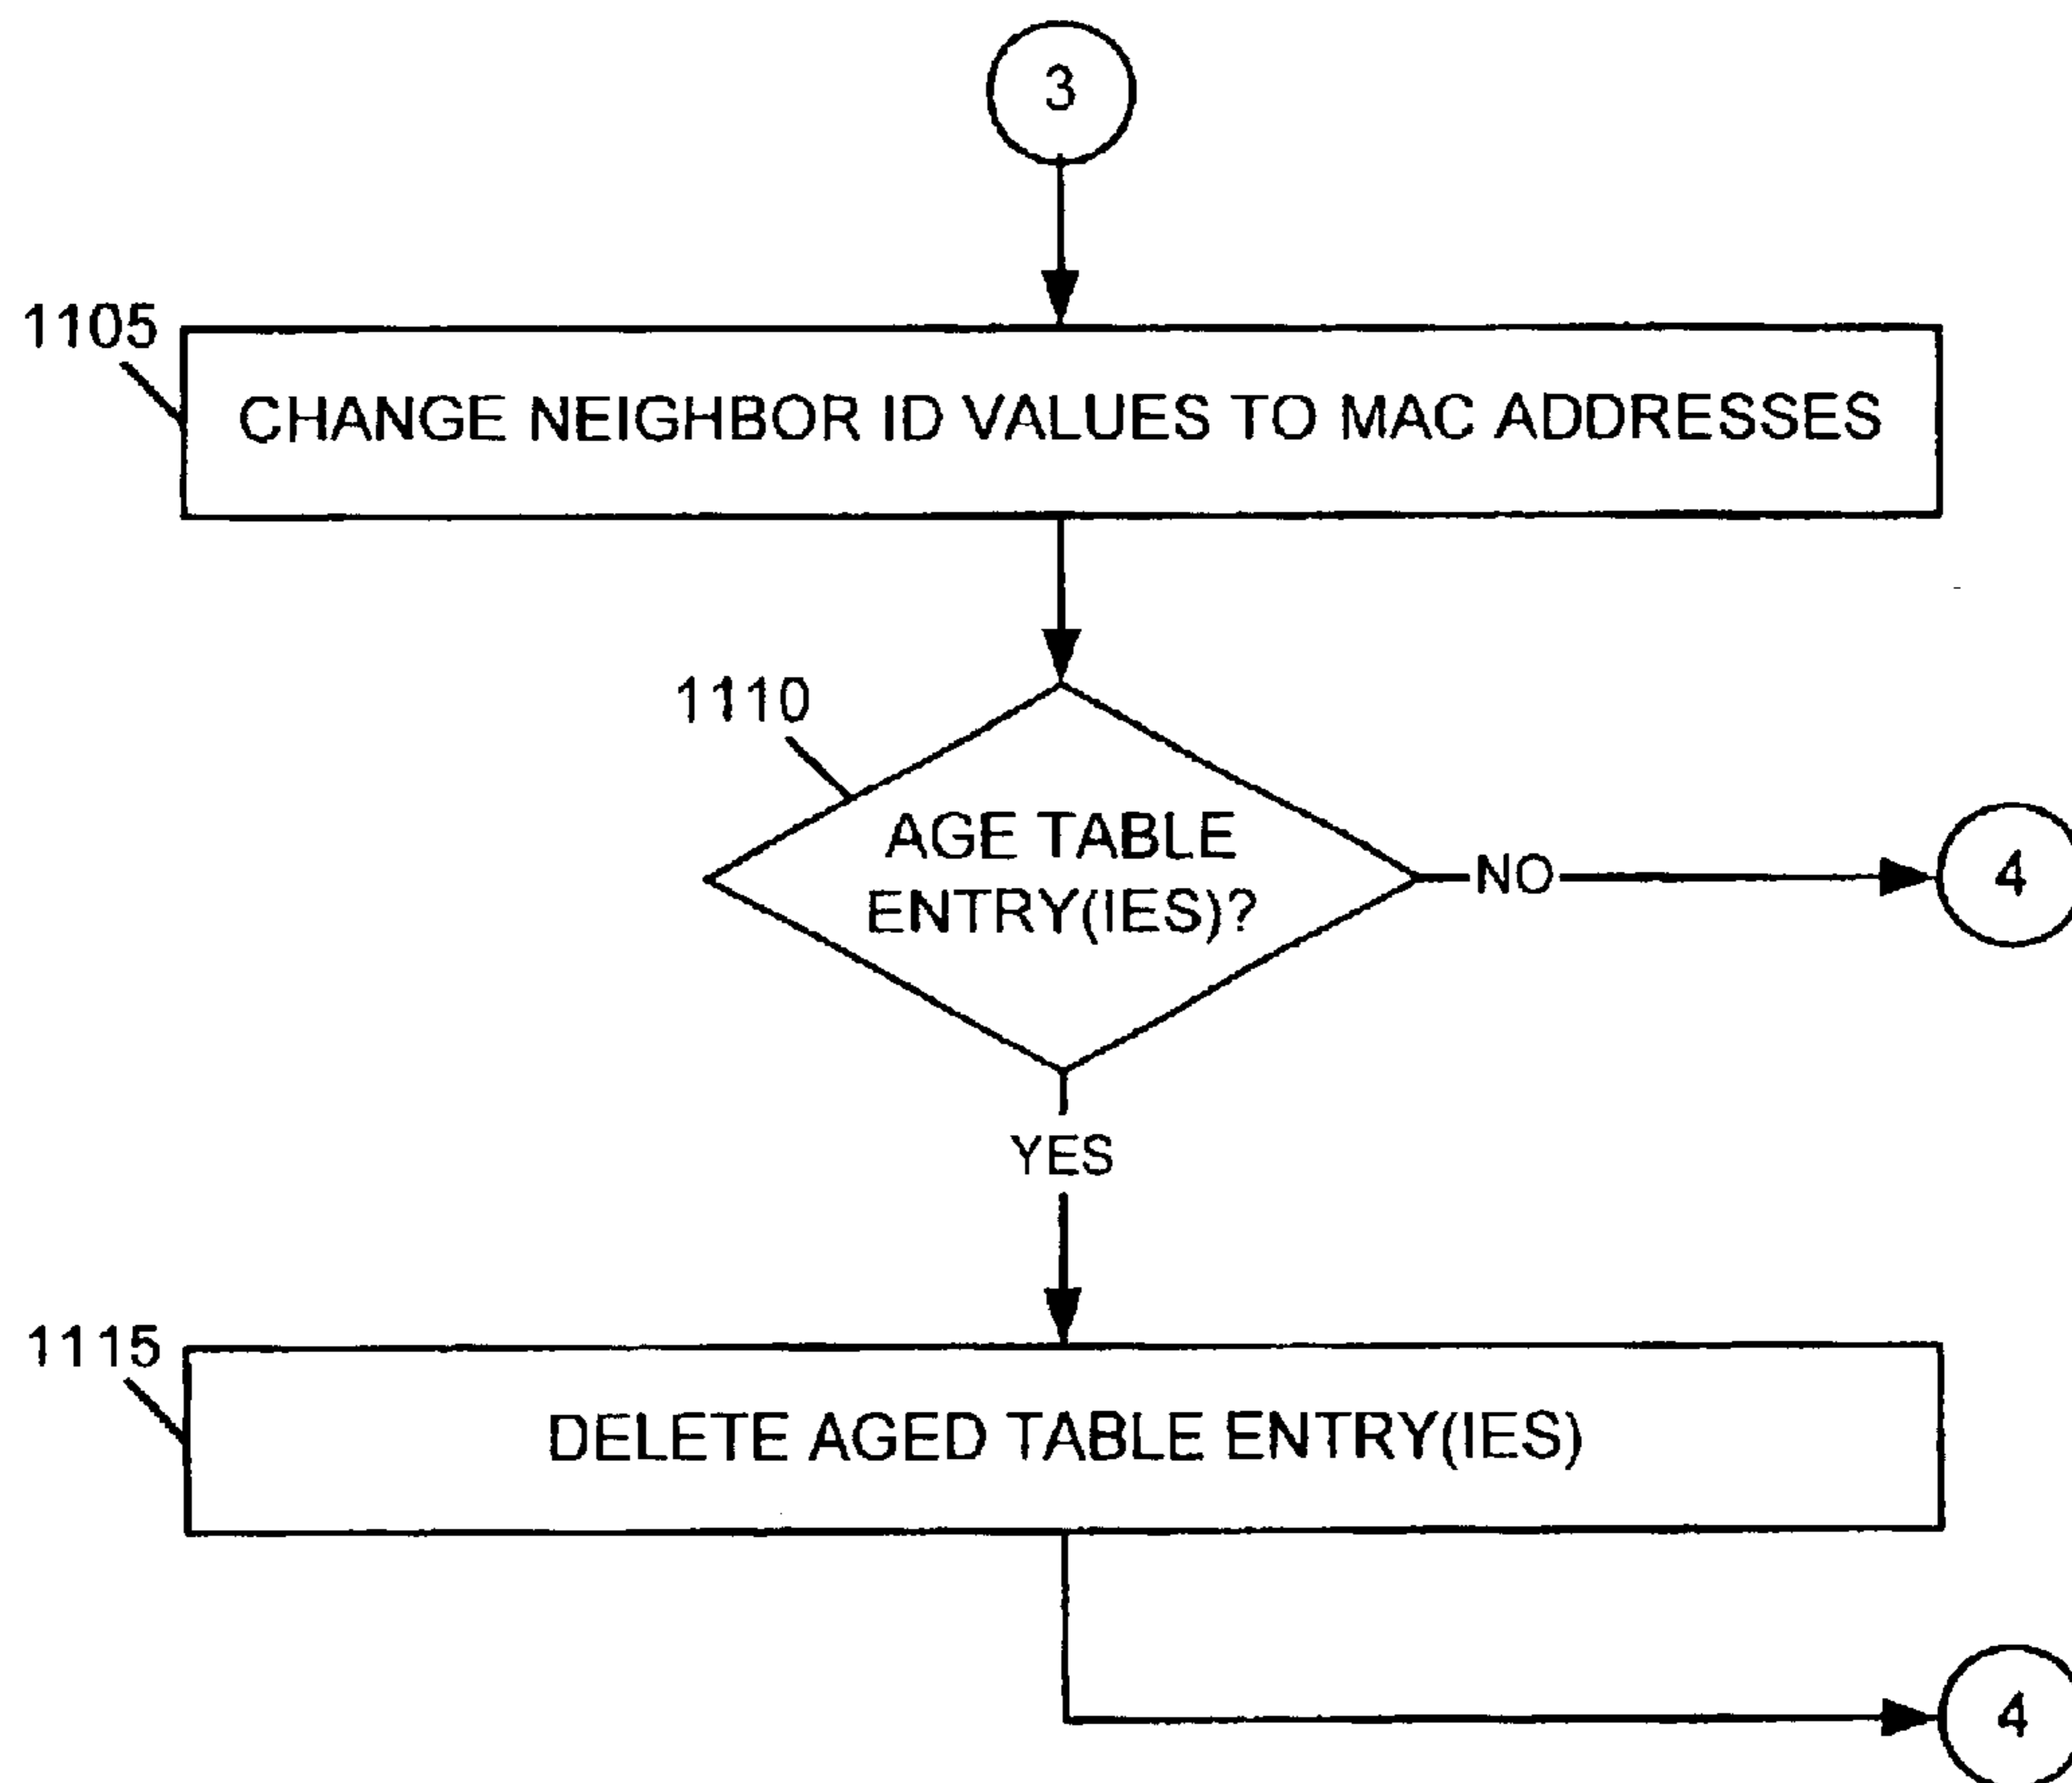 3
1105
CHANGE NEIGHBOR ID VALUES TO MAC ADDRESSES
1110
AGE TABLE
ENTRY(IES)?
NO
4
YES
1115
DELETE AGED TABLE ENTRY(IES)
4